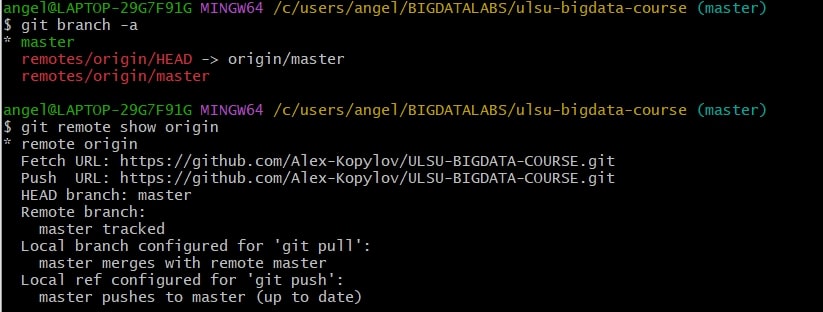 angel@LAPTOP-29G7F91G MINGW64 /c/users/angel/BIGDATALABS/ulsu-bigdata-course (master)
$ git branch -a
* master
  remotes/origin/HEAD -> origin/master
  remotes/origin/master

angel@LAPTOP-29G7F91G MINGW64 /c/users/angel/BIGDATALABS/ulsu-bigdata-course (master)
$ git remote show origin
* remote origin
  Fetch URL: https://github.com/Alex-Kopylov/ULSU-BIGDATA-COURSE.git
  Push  URL: https://github.com/Alex-Kopylov/ULSU-BIGDATA-COURSE.git
  HEAD branch: master
  Remote branch:
    master tracked
  Local branch configured for 'git pull':
    master merges with remote master
  Local ref configured for 'git push':
    master pushes to master (up to date)